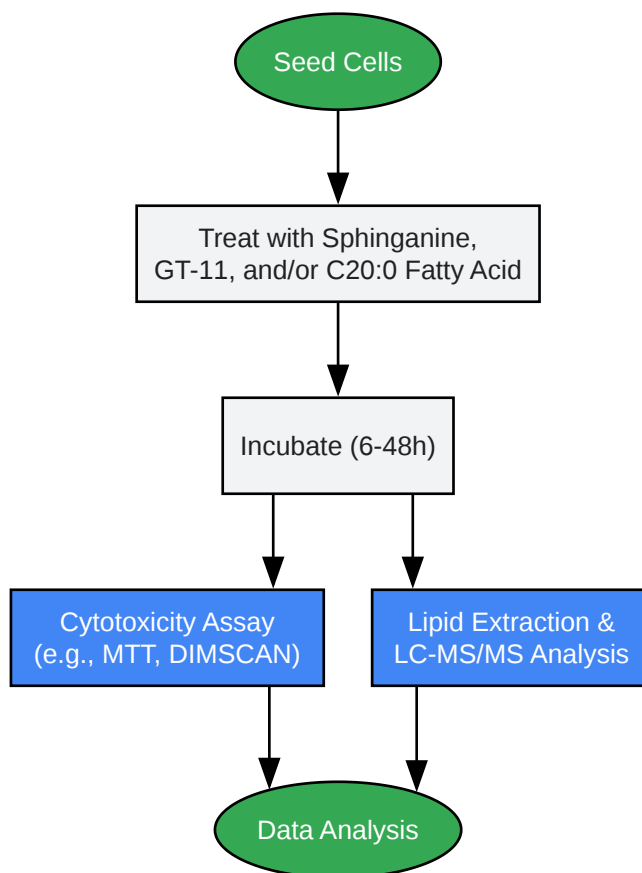 Seed Cells
Treat with Sphinganine,
GT-11, and/or C20:0 Fatty Acid
Incubate (6-48h)
Cytotoxicity Assay
(e.g., MTT, DIMSCAN)
Lipid Extraction &
LC-MS/MS Analysis
Data Analysis